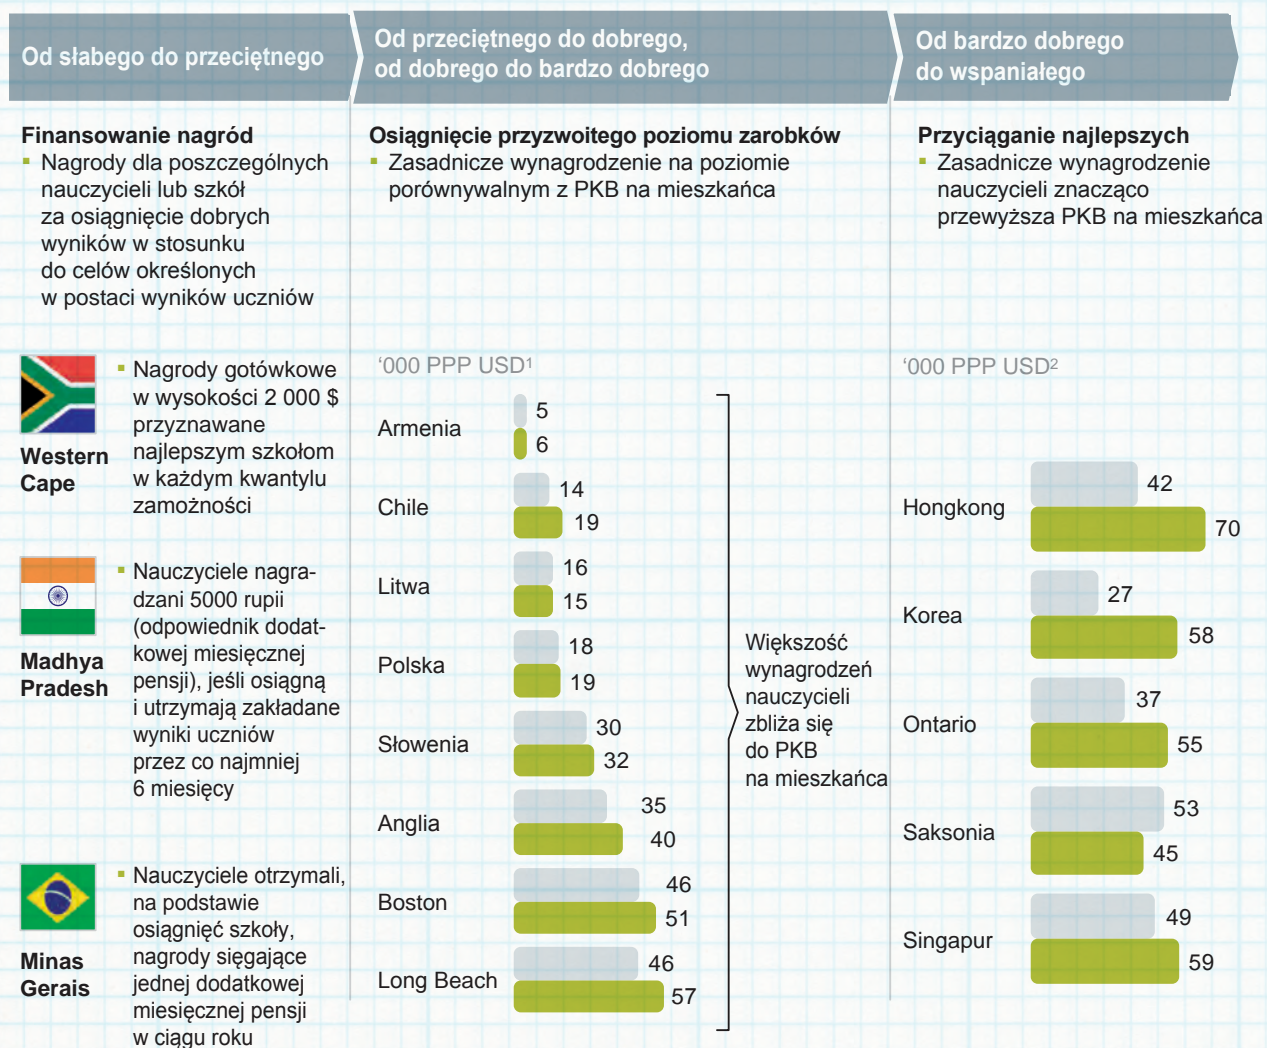 Od słabego do przeciętnego
Od przeciętnego do dobrego,
od dobrego do bardzo dobrego
Od bardzo dobrego
do wspaniałego
Finansowanie nagród
▪ Nagrody dla poszczególnych
nauczycieli lub szkół
za osiągnięcie dobrych
wyników w stosunku
do celów określonych
w postaci wyników uczniów
Western
Cape
▪ Nagrody gotówkowe
w wysokości 2 000 $
przyznawane
najlepszym szkołom
w każdym kwantylu
zamożności
Madhya
Pradesh
▪ Nauczyciele nagra-
dzani 5000 rupii
(odpowiednik dodat-
kowej miesięcznej
pensji), jeśli osiągną
i utrzymają zakładane
wyniki uczniów
przez co najmniej
6 miesięcy
Minas
Gerais
▪ Nauczyciele otrzymali,
na podstawie
osiągnięć szkoły,
nagrody sięgające
jednej dodatkowej
miesięcznej pensji
w ciągu roku
Osiągnięcie przyzwoitego poziomu zarobków
▪ Zasadnicze wynagrodzenie na poziomie
porównywalnym z PKB na mieszkańca
‘000 PPP USD¹
Armenia
5
6
Chile
14
19
Litwa
16
15
Polska
18
19
Słowenia
30
32
Anglia
35
40
Boston
46
51
Long Beach
46
57
Większość
wynagrodzeń
nauczycieli
zbliża się
do PKB
na mieszkańca
Przyciąganie najlepszych
▪ Zasadnicze wynagrodzenie
nauczycieli znacząco
przewyższa PKB na mieszkańca
‘000 PPP USD²
Hongkong
42
70
Korea
27
58
Ontario
37
55
Saksonia
53
45
Singapur
49
59